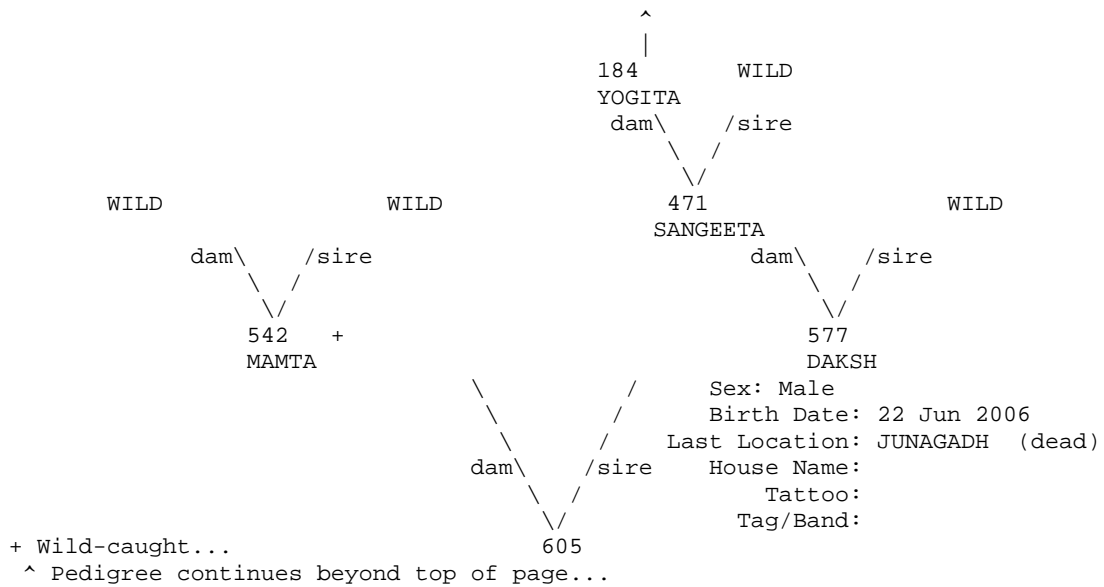 ^
|
184 WILD
YOGITA
dam\ /sire
\ /
\/
WILD WILD 471 WILD
SANGEETA
dam\ /sire dam\ /sire
\ / \ /
\/ \/
542 + 577
MAMTA DAKSH
\ / Sex: Male
\ / Birth Date: 22 Jun 2006
\ / Last Location: JUNAGADH (dead)
dam\ /sire House Name:
\ / Tattoo:
\/ Tag/Band:
+ Wild-caught... 605
^ Pedigree continues beyond top of page...